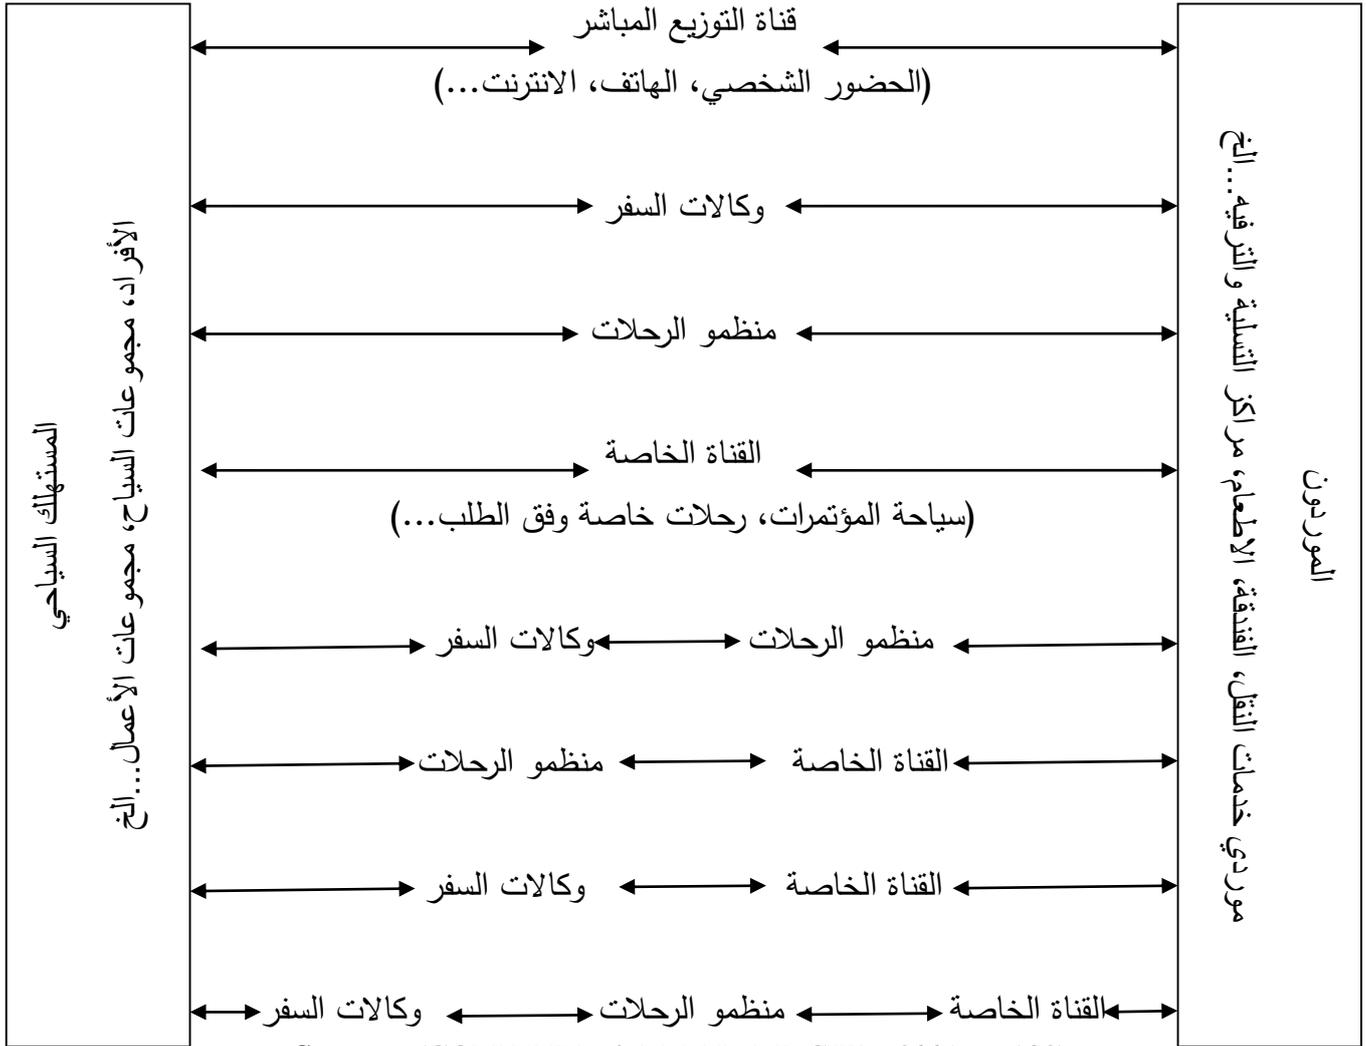 الموردون
موردي خدمات النقل، الفندقة، الاطعام، مراكز التسلية والترفيه...الخ
قناة التوزيع المباشر
(الحضور الشخصي، الهاتف، الانترنت...)
وكالات السفر
منظمو الرحلات
القناة الخاصة
(سياحة المؤتمرات، رحلات خاصة وفق الطلب...)
منظمو الرحلات وكالات السفر
القناة الخاصة منظمو الرحلات
القناة الخاصة وكالات السفر
القناة الخاصة منظمو الرحلات وكالات السفر
الأفراد، مجموعات السياح، مجموعات الأعمال...الخ
المستهلك السياحي